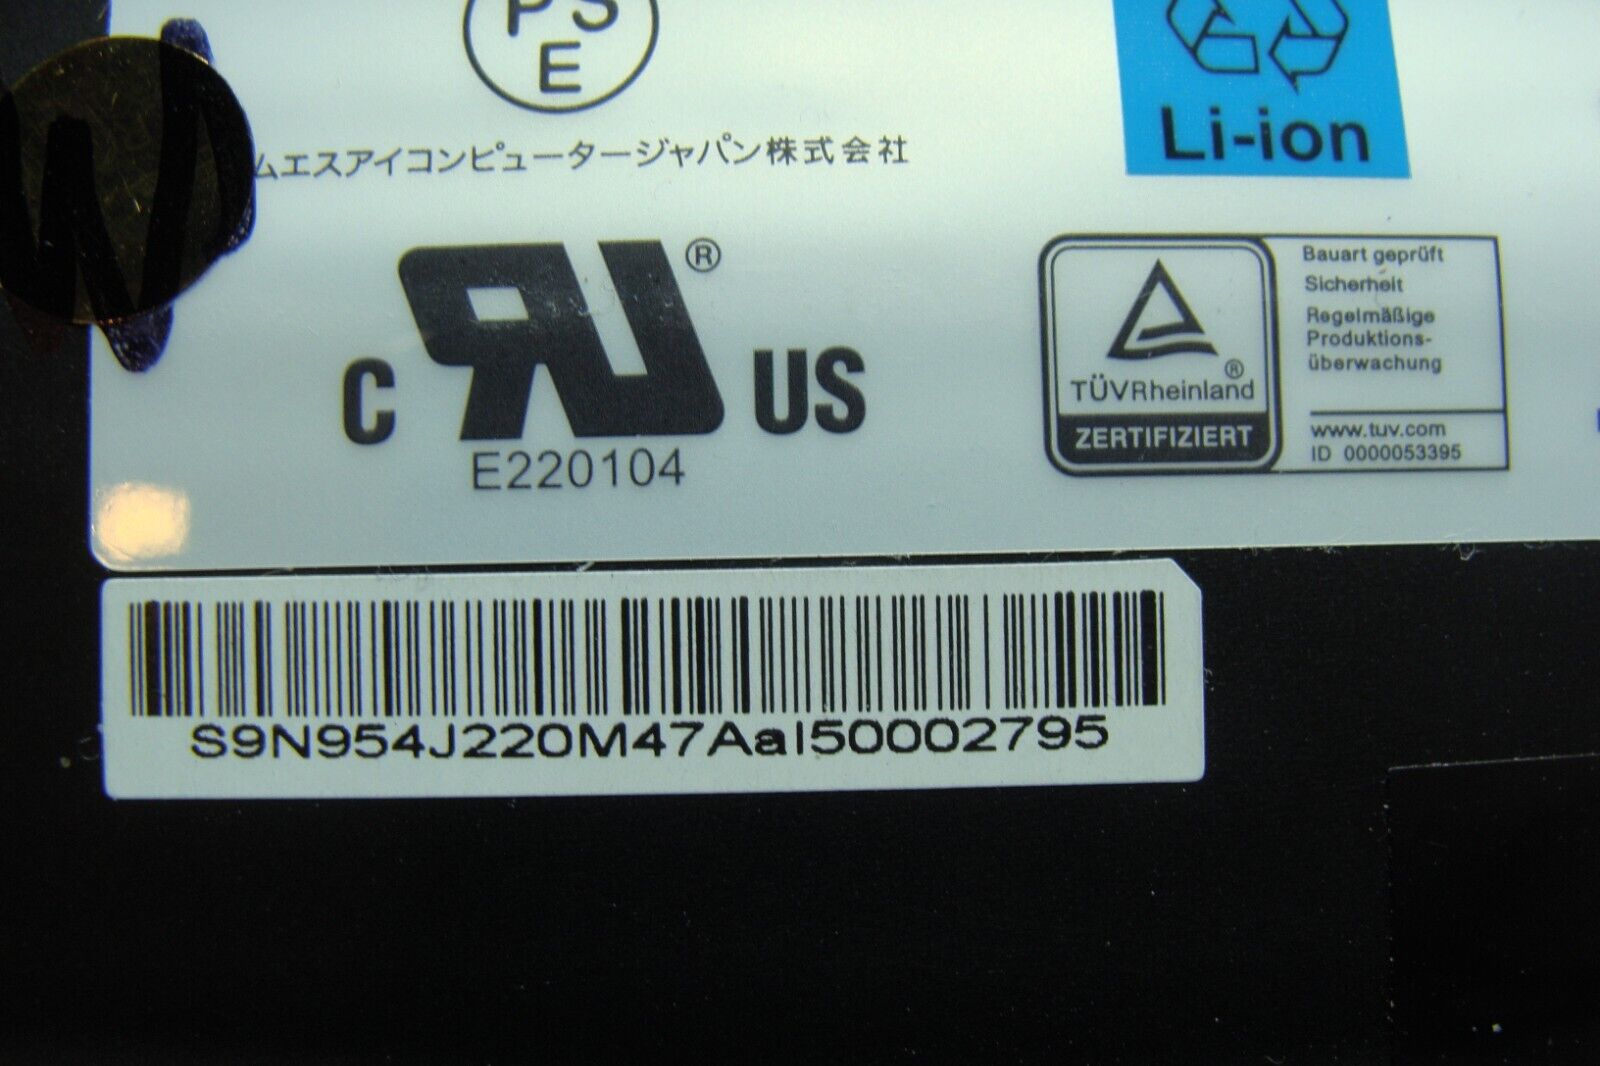 PS
E
ムエスアイコンピュータージャパン株式会社
Li-ion
C UL® US
E220104
Bauart geprüft
Sicherheit
Regelmäßige
Produktions-
überwachung
www.tuv.com
ID 0000053395
TÜVRheinland®
ZERTIFIZIERT
S9N954J220M47AaI50002795